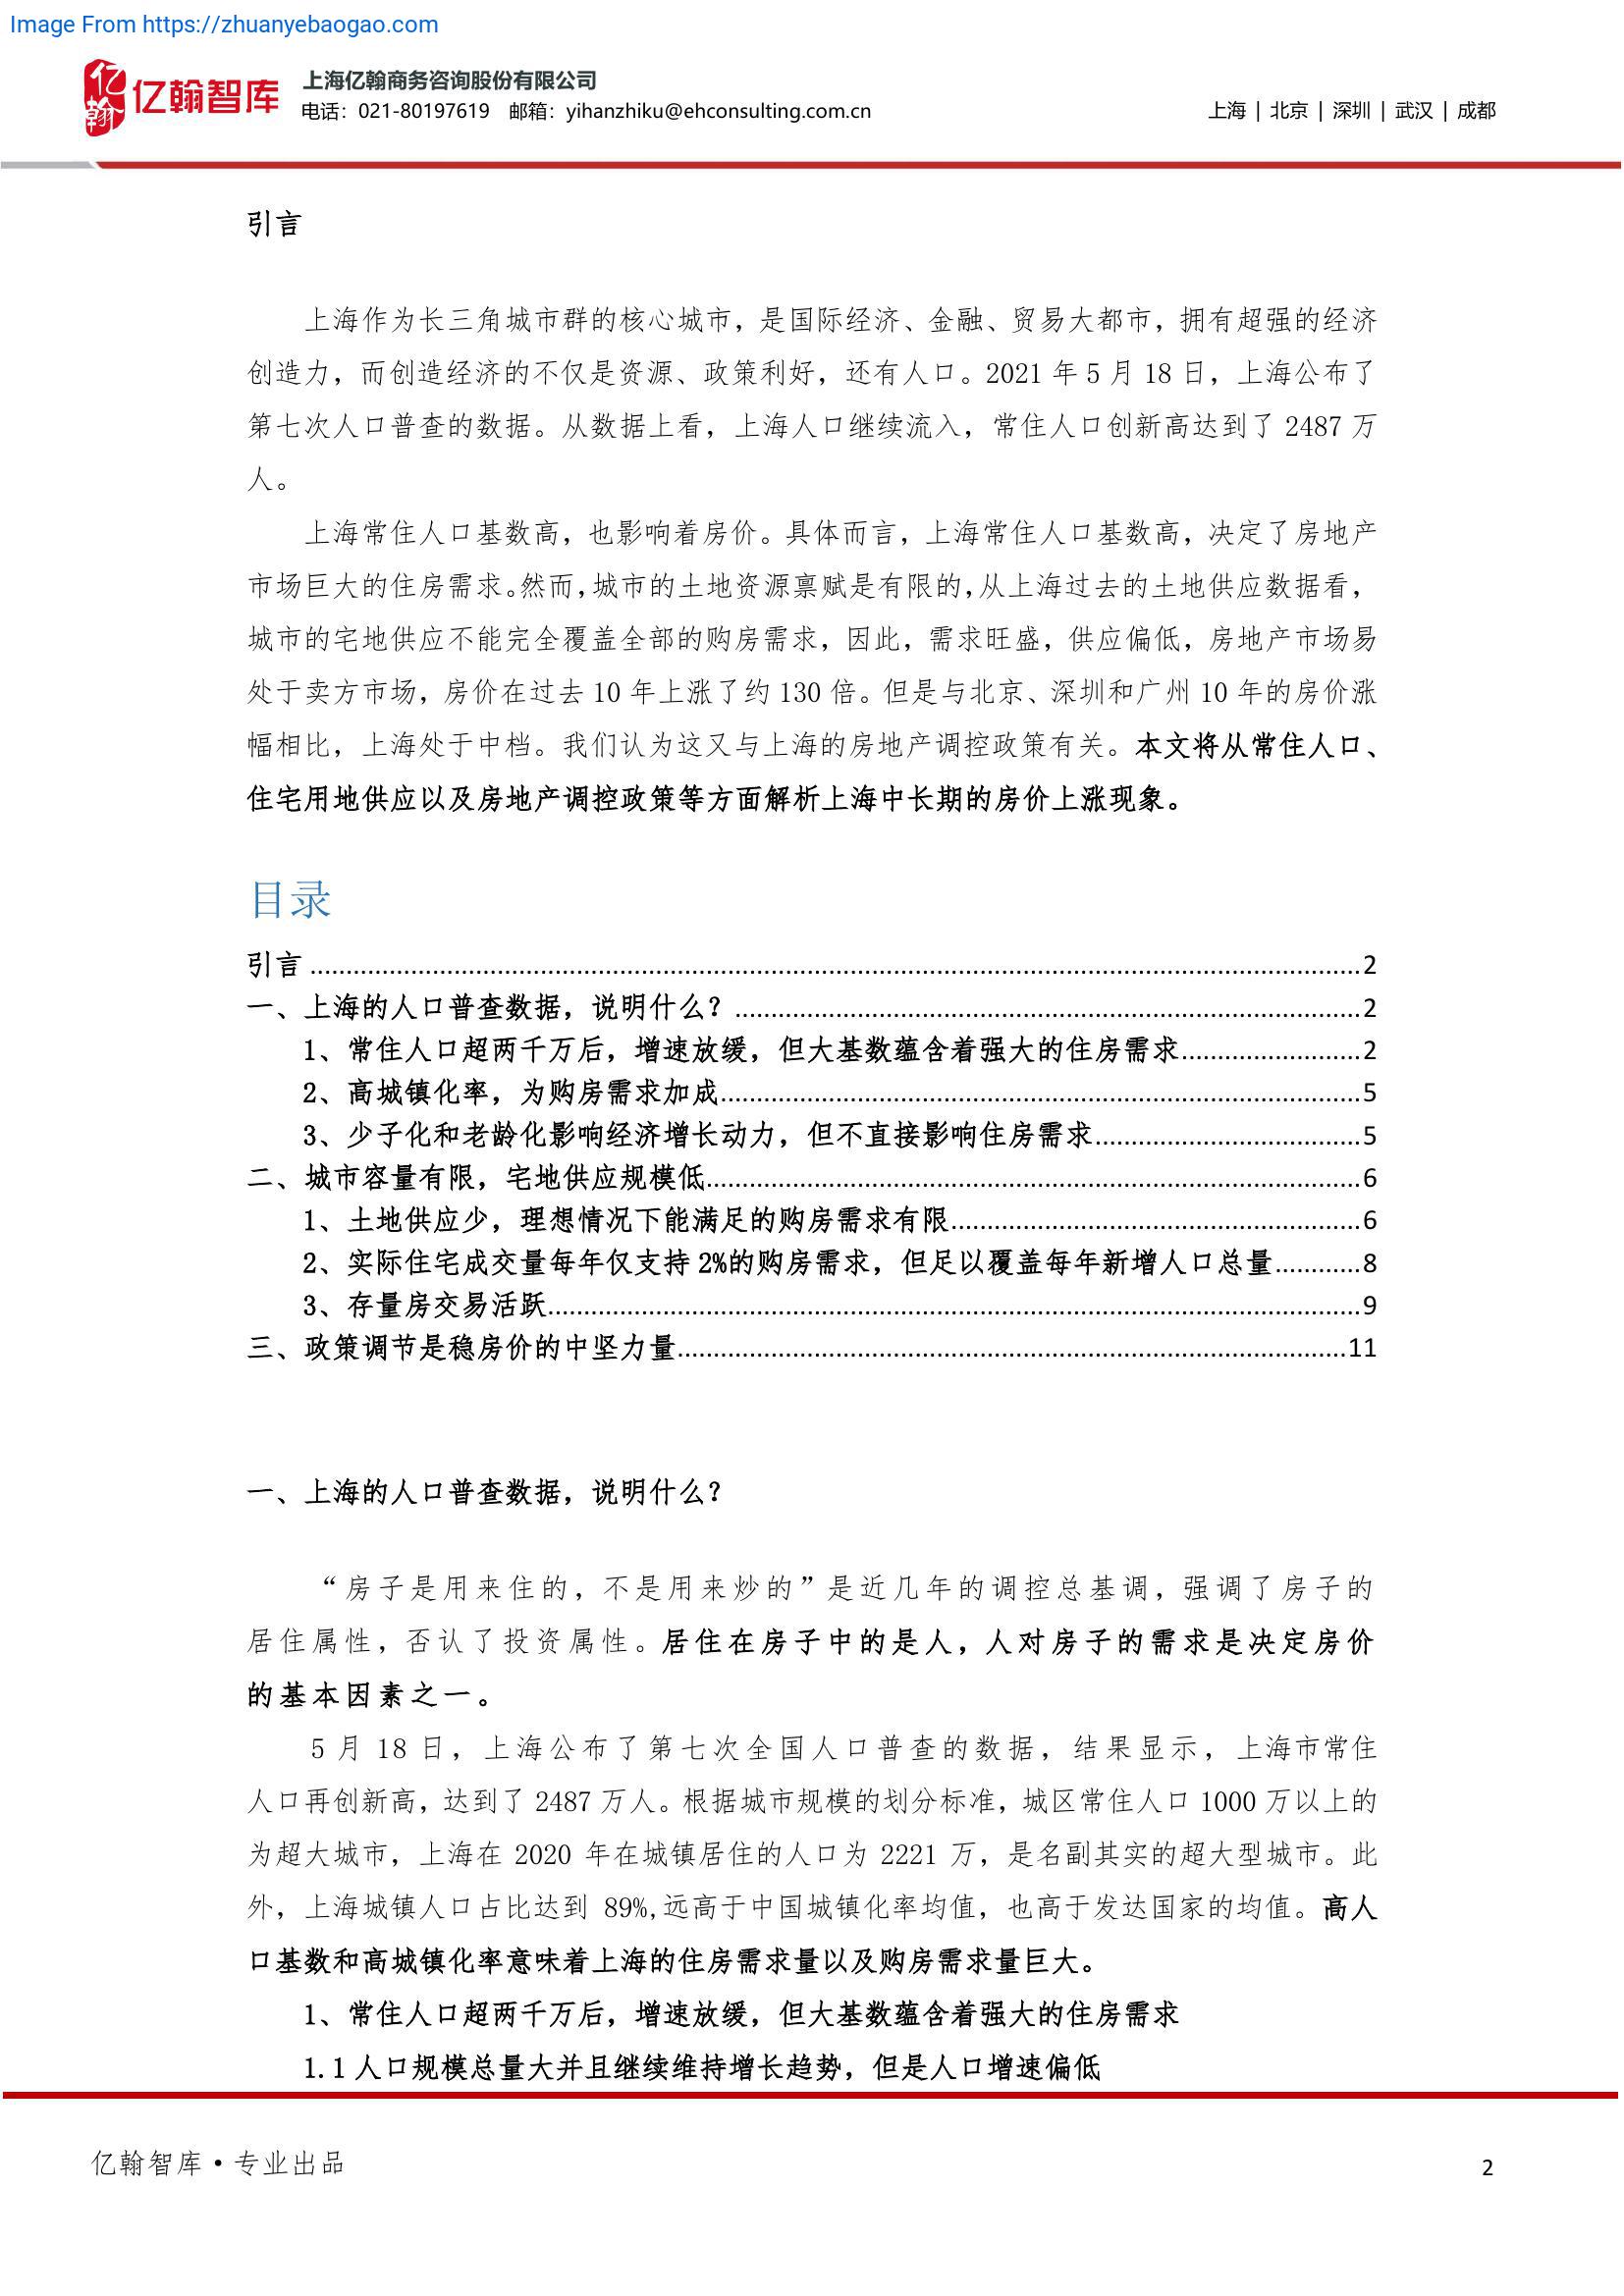 Image From https://zhuanyebaogao.com
亿翰
亿翰智库
上海亿翰商务咨询股份有限公司
电话：021-80197619 邮箱：yihanzhiku@ehconsulting.com.cn
上海 | 北京 | 深圳 | 武汉 | 成都
引言
上海作为长三角城市群的核心城市，是国际经济、金融、贸易大都市，拥有超强的经济
创造力，而创造经济的不仅是资源、政策利好，还有人口。2021 年 5 月 18 日，上海公布了
第七次人口普查的数据。从数据上看，上海人口继续流入，常住人口创新高达到了 2487 万
人。
上海常住人口基数高，也影响着房价。具体而言，上海常住人口基数高，决定了房地产
市场巨大的住房需求。然而，城市的土地资源禀赋是有限的，从上海过去的土地供应数据看，
城市的宅地供应不能完全覆盖全部的购房需求，因此，需求旺盛，供应偏低，房地产市场易
处于卖方市场，房价在过去 10 年上涨了约 130 倍。但是与北京、深圳和广州 10 年的房价涨
幅相比，上海处于中档。我们认为这又与上海的房地产调控政策有关。本文将从常住人口、
住宅用地供应以及房地产调控政策等方面解析上海中长期的房价上涨现象。
目录
引言 2
一、上海的人口普查数据，说明什么？ 2
1、常住人口超两千万后，增速放缓，但大基数蕴含着强大的住房需求 2
2、高城镇化率，为购房需求加成 5
3、少子化和老龄化影响经济增长动力，但不直接影响住房需求 5
二、城市容量有限，宅地供应规模低 6
1、土地供应少，理想情况下能满足的购房需求有限 6
2、实际住宅成交量每年仅支持 2%的购房需求，但足以覆盖每年新增人口总量 8
3、存量房交易活跃 9
三、政策调节是稳房价的中坚力量 11
一、上海的人口普查数据，说明什么？
“房子是用来住的，不是用来炒的”是近几年的调控总基调，强调了房子的
居住属性，否认了投资属性。居住在房子中的是人，人对房子的需求是决定房价
的基本因素之一。
5 月 18 日，上海公布了第七次全国人口普查的数据，结果显示，上海市常住
人口再创新高，达到了 2487 万人。根据城市规模的划分标准，城区常住人口 1000 万以上的
为超大城市，上海在 2020 年在城镇居住的人口为 2221 万，是名副其实的超大型城市。此
外，上海城镇人口占比达到 89%,远高于中国城镇化率均值，也高于发达国家的均值。高人
口基数和高城镇化率意味着上海的住房需求量以及购房需求量巨大。
1、常住人口超两千万后，增速放缓，但大基数蕴含着强大的住房需求
1.1 人口规模总量大并且继续维持增长趋势，但是人口增速偏低
亿翰智库·专业出品
2